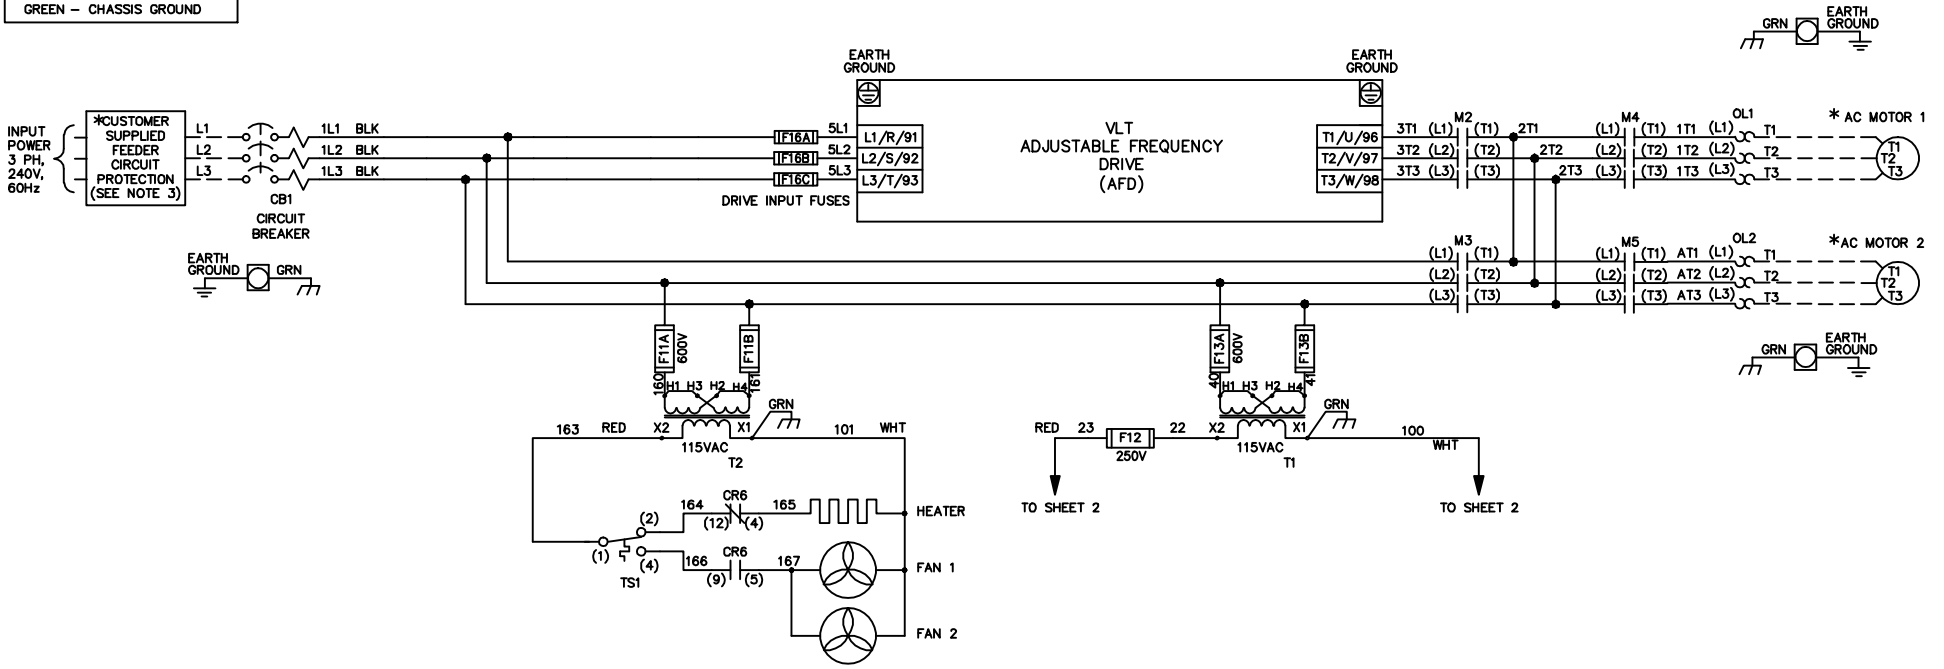 GREEN – CHASSIS GROUND
GRN
EARTH
GROUND
EARTH
GROUND
EARTH
GROUND
INPUT
POWER
3 PH,
240V,
60Hz
*CUSTOMER
SUPPLIED
FEEDER
CIRCUIT
PROTECTION
(SEE NOTE 3)
L1
L2
L3
CB1
CIRCUIT
BREAKER
1L1 BLK
1L2 BLK
1L3 BLK
F16A
F16B
F16C
5L1
5L2
5L3
DRIVE INPUT FUSES
L1/R/91
L2/S/92
L3/T/93
VLT
ADJUSTABLE FREQUENCY
DRIVE
(AFD)
T1/U/96
T2/V/97
T3/W/98
3T1 (L1) M2 (T1) 2T1 (L1) M4 (T1) 1T1 (L1) OL1 T1
3T2 (L2) (T2) 2T2 (L2) (T2) 1T2 (L2) T2
3T3 (L3) (T3) 2T3 (L3) (T3) 1T3 (L3) T3
* AC MOTOR 1
T1
T2
T3
(L1) M3 (T1) (L1) M5 (T1) AT1 (L1) OL2 T1
(L2) (T2) (L2) (T2) AT2 (L2) T2
(L3) (T3) (L3) (T3) AT3 (L3) T3
*AC MOTOR 2
T1
T2
T3
EARTH
GROUND
GRN
GRN
EARTH
GROUND
F11A
600V
F11B
160
161
H1 H3 H2 H4
GRN
163 RED X2 X1 101 WHT
115VAC
T2
F13A
600V
F13B
40
41
H1 H3 H2 H4
GRN
RED 23 F12 22 X2 X1 100
WHT
250V
115VAC
T1
TO SHEET 2
TO SHEET 2
164 CR6 165
(12) (4)
HEATER
(2)
(1)
(4)
TS1
166 CR6 167
(9) (5)
FAN 1
FAN 2